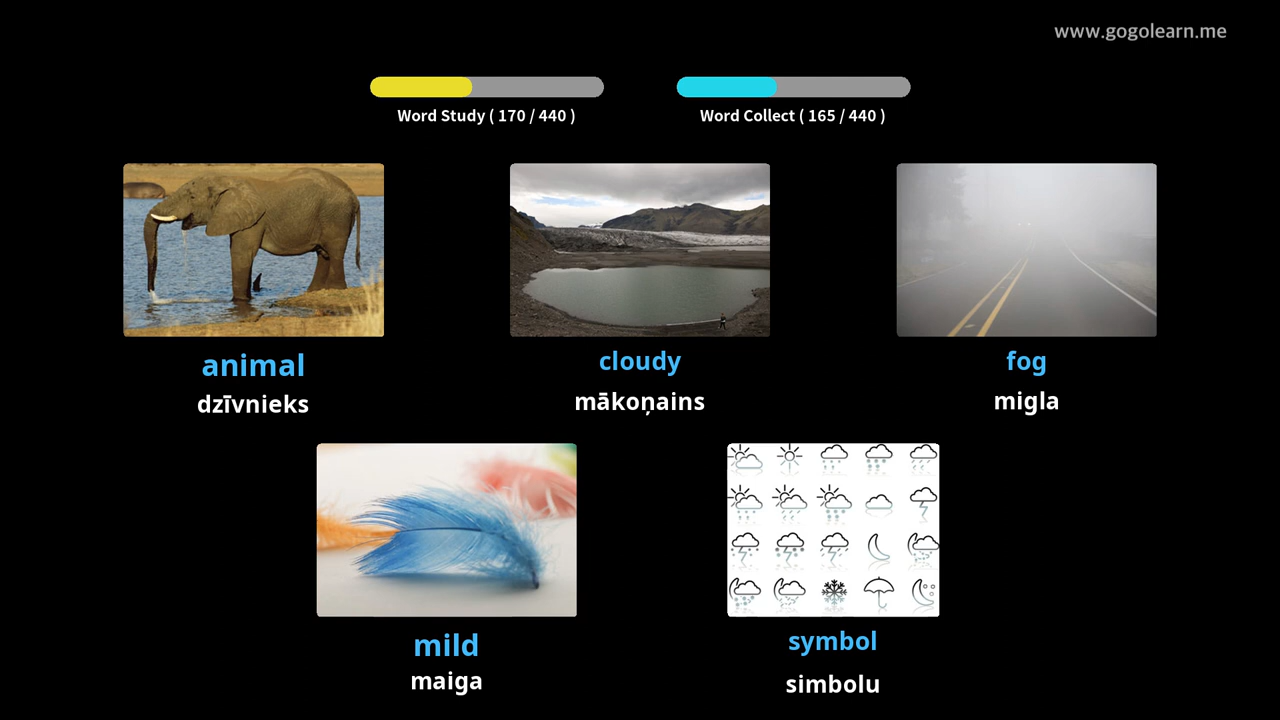 www.gogolearn.me
Word Study ( 170 / 440 )
Word Collect ( 165 / 440 )
animal
dzīvnieks
cloudy
mākoņains
fog
migla
mild
maiga
symbol
simbolu